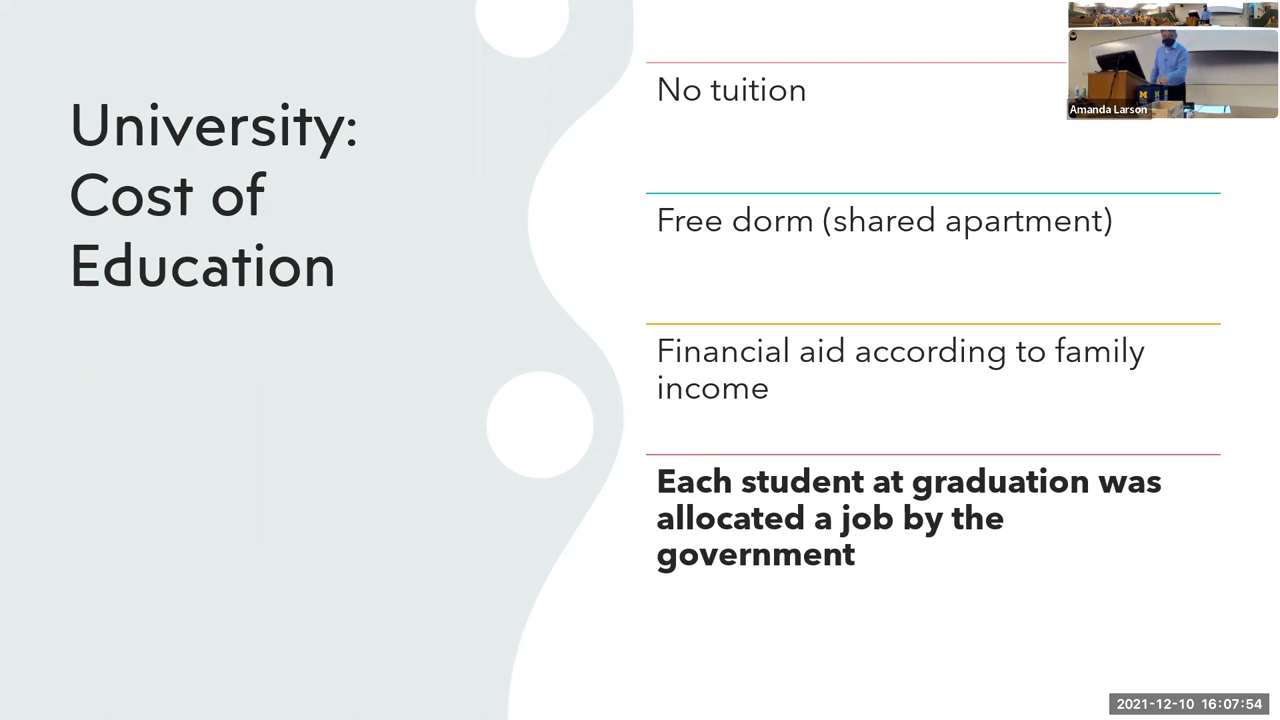 University:
Cost of
Education
No tuition
Free dorm (shared apartment)
Financial aid according to family
income
Each student at graduation was
allocated a job by the
government
Amanda Larson
2021-12-10 16:07:54